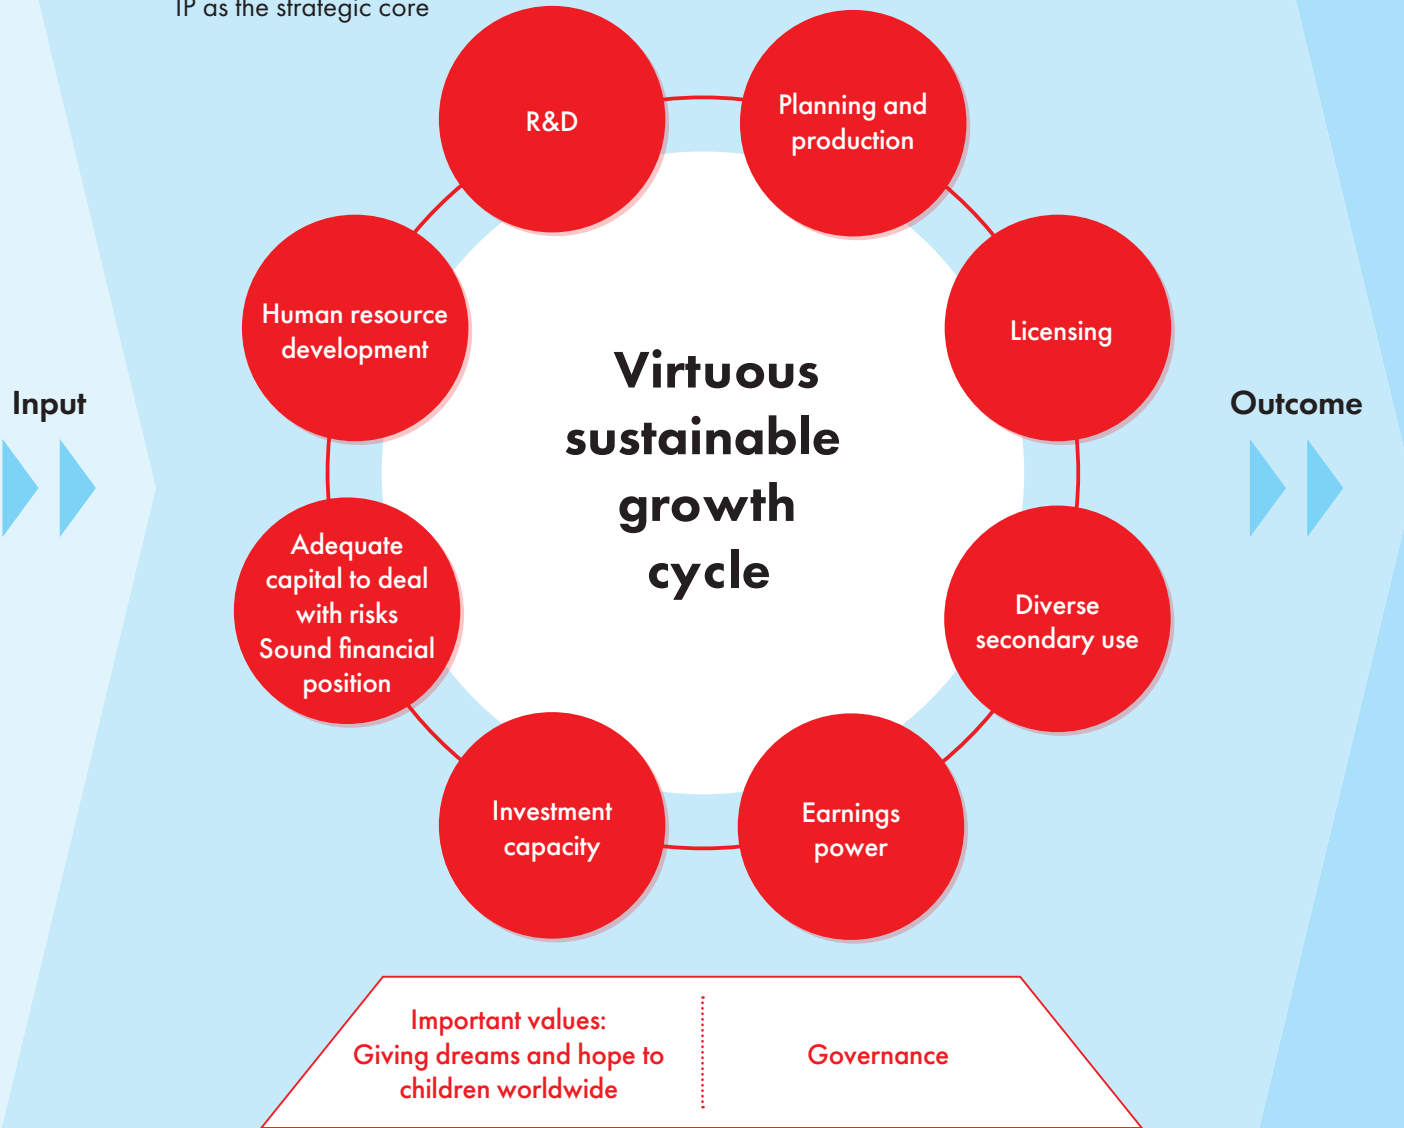 IP as the strategic core
R&D
Planning and
production
Human resource
development
Licensing
Input
Virtuous
sustainable
growth
cycle
Outcome
Adequate
capital to deal
with risks
Sound financial
position
Diverse
secondary use
Investment
capacity
Earnings
power
Important values:
Giving dreams and hope to
children worldwide
Governance